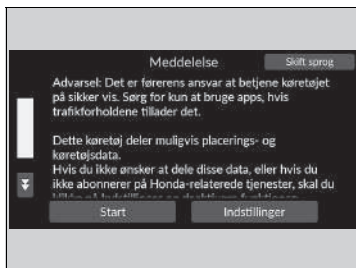 Meddelelse
Skift sprog
Advarsel: Det er førerens ansvar at betjene køretøjet
på sikker vis. Sørg for kun at bruge apps, hvis
trafikforholdene tillader det.
Dette køretøj deler muligvis placerings- og
køretøjsdata.
Hvis du ikke ønsker at dele disse data, eller hvis du
ikke abonnerer på Honda-relaterede tjenester, skal du
Start
Indstillinger